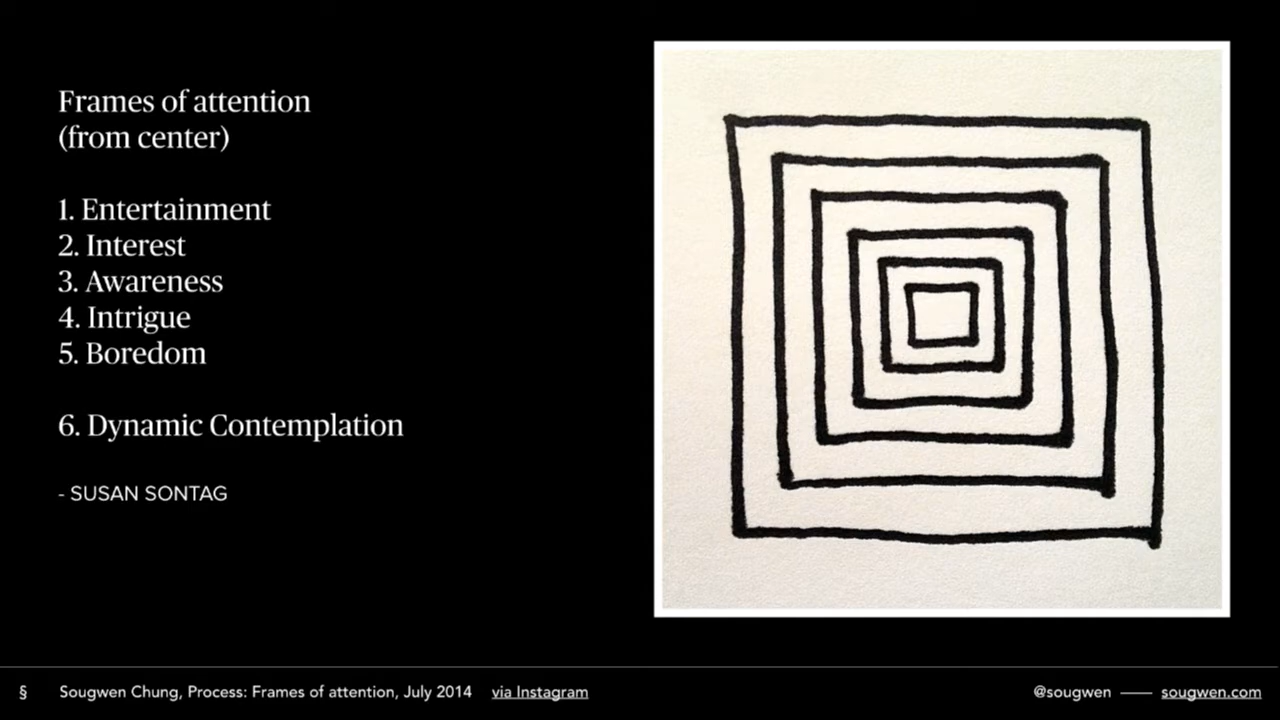 Frames of attention
(from center)
1. Entertainment
2. Interest
3. Awareness
4. Intrigue
5. Boredom
6. Dynamic Contemplation
- SUSAN SONTAG
§ Sougwen Chung, Process: Frames of attention, July 2014 via Instagram
@sougwen —— sougwen.com